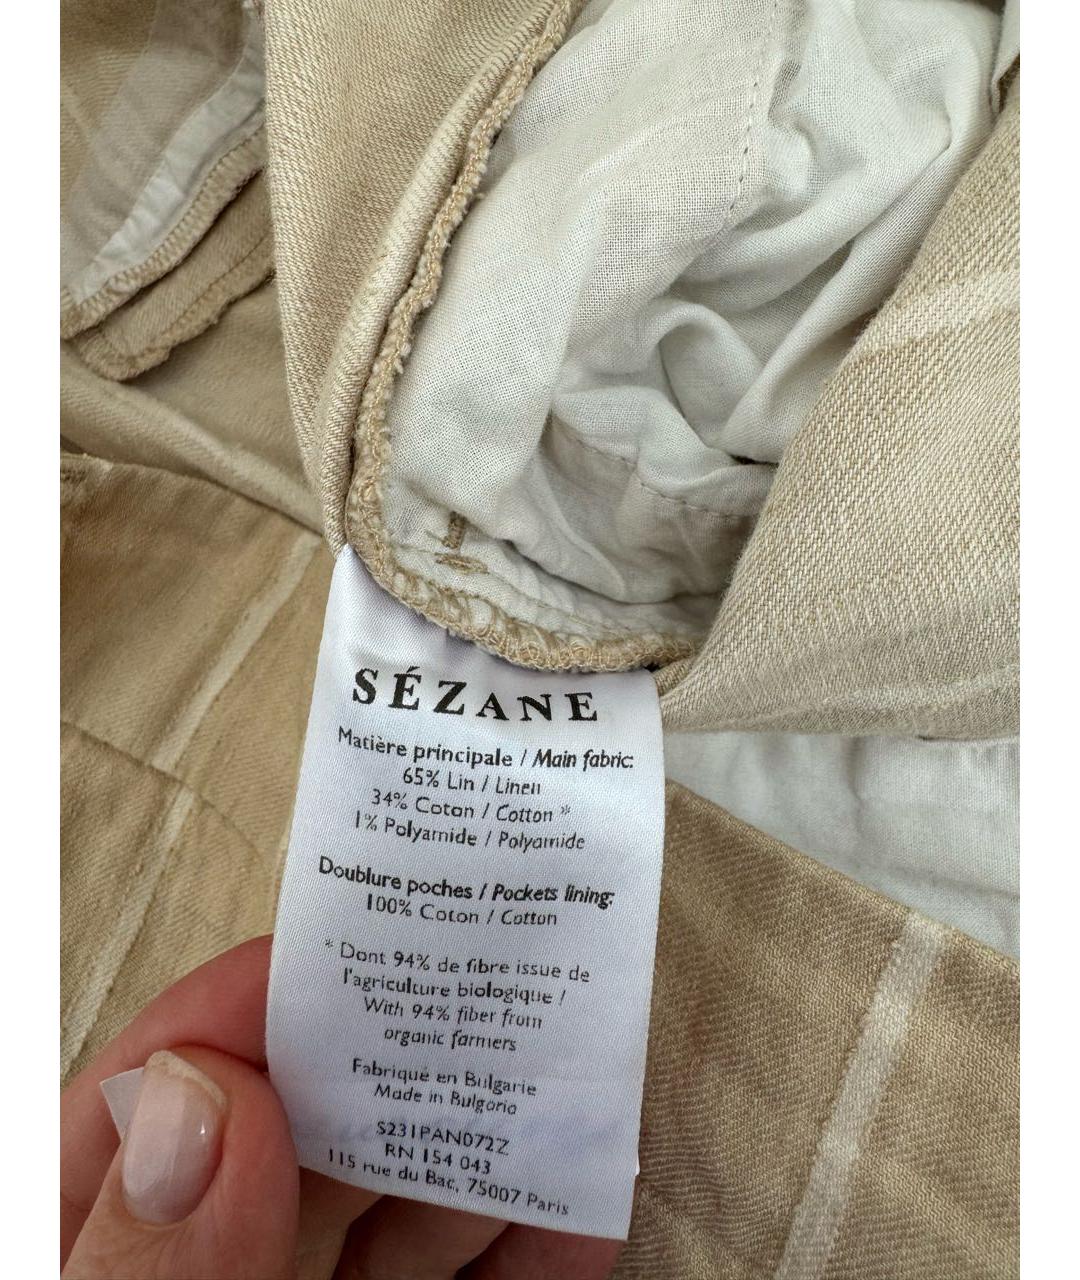 SÉZANE
Matière principale / Main fabric:
65% Lin / Linen
34% Coton / Cotton *
1% Polyamide / Polyamide
Doublure poches / Pockets lining:
100% Coton / Cotton
* Dont 94% de fibre issue de
l'agriculture biologique /
With 94% fiber from
organic farmers
Fabriqué en Bulgarie
Made in Bulgaria
S231PAN072Z
RN 154 043
115 rue du Bac, 75007 Paris